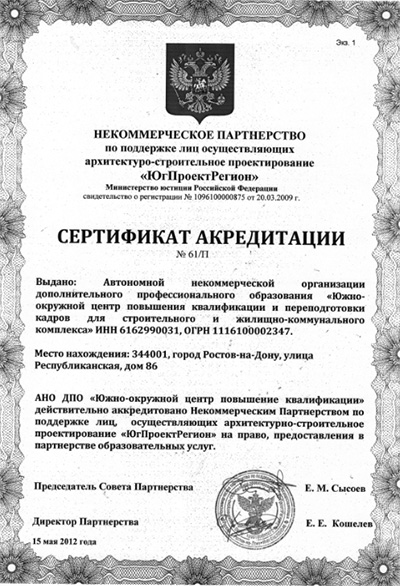 Экз. 1
НЕКОММЕРЧЕСКОЕ ПАРТНЕРСТВО
по поддержке лиц осуществляющих
архитектуро-строительное проектирование
«ЮгПроектРегион»
Министерство юстиции Российской Федерации
свидетельство о регистрации № 1096100000875 от 20.03.2009 г.
СЕРТИФИКАТ АКРЕДИТАЦИИ
№ 61/П
Выдано: Автономной некоммерческой организации
дополнительного профессионального образования «Южно-
окружной центр повышения квалификации и переподготовки
кадров для строительного и жилищно-коммунального
комплекса» ИНН 6162990031, ОГРН 1116100002347.
Место нахождения: 344001, город Ростов-на-Дону, улица
Республиканская, дом 86
АНО ДПО «Южно-окружной центр повышение квалификации»
действительно аккредитовано Некоммерческим Партнерством по
поддержке лиц, осуществляющих архитектурно-строительное
проектирование «ЮгПроектРегион» на право, предоставления в
партнерстве образовательных услуг.
Председатель Совета Партнерства Е. М. Сысоев
Директор Партнерства Е. Е. Кошелев
15 мая 2012 года